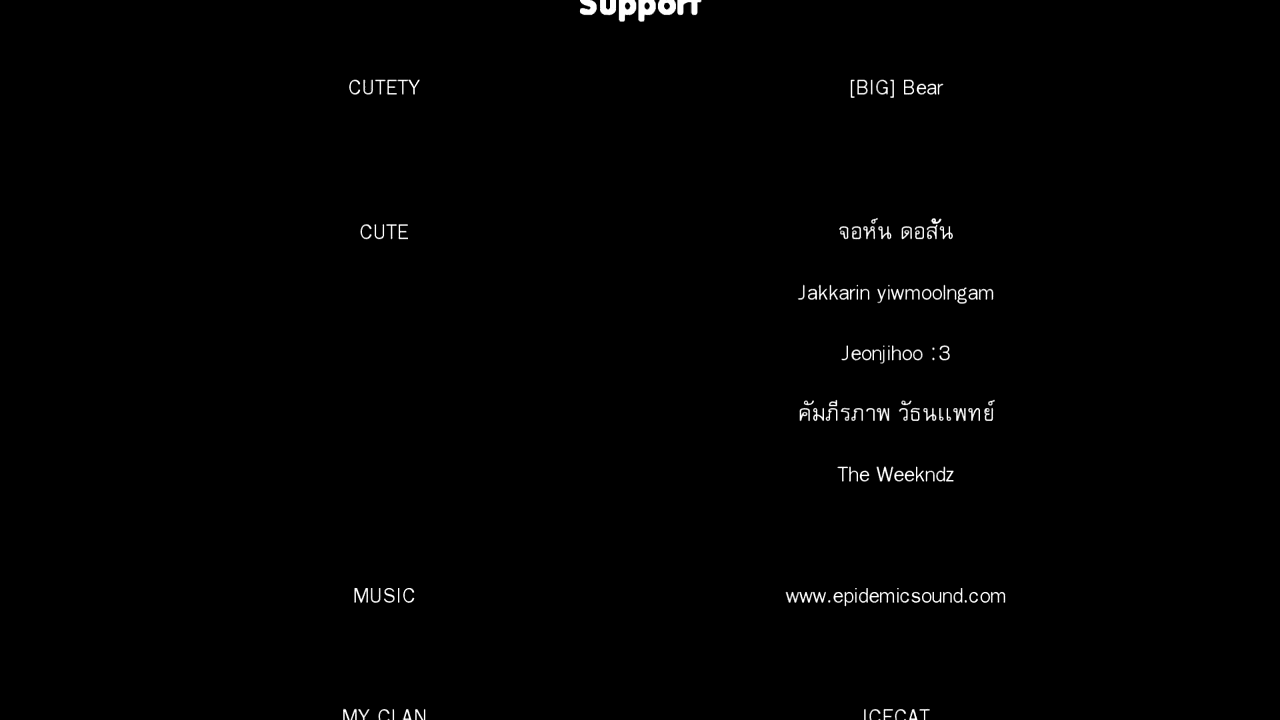 Support
CUTETY [BIG] Bear
CUTE จอห์น ดอสัน
Jakkarin yiwmoolngam
Jeonjihoo :3
คัมภีรภาพ วัธนแพทย์
The Weekndz
MUSIC www.epidemicsound.com
MY CLAN ICECAT